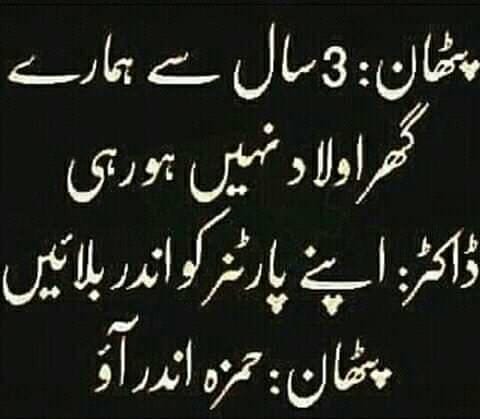 پٹھان: 3 سال سے ہمارے
گھر اولاد نہیں ہو رہی
ڈاکٹر: اپنے پارٹنر کو اندر بلائیں
پٹھان: حمزہ اندر آؤ